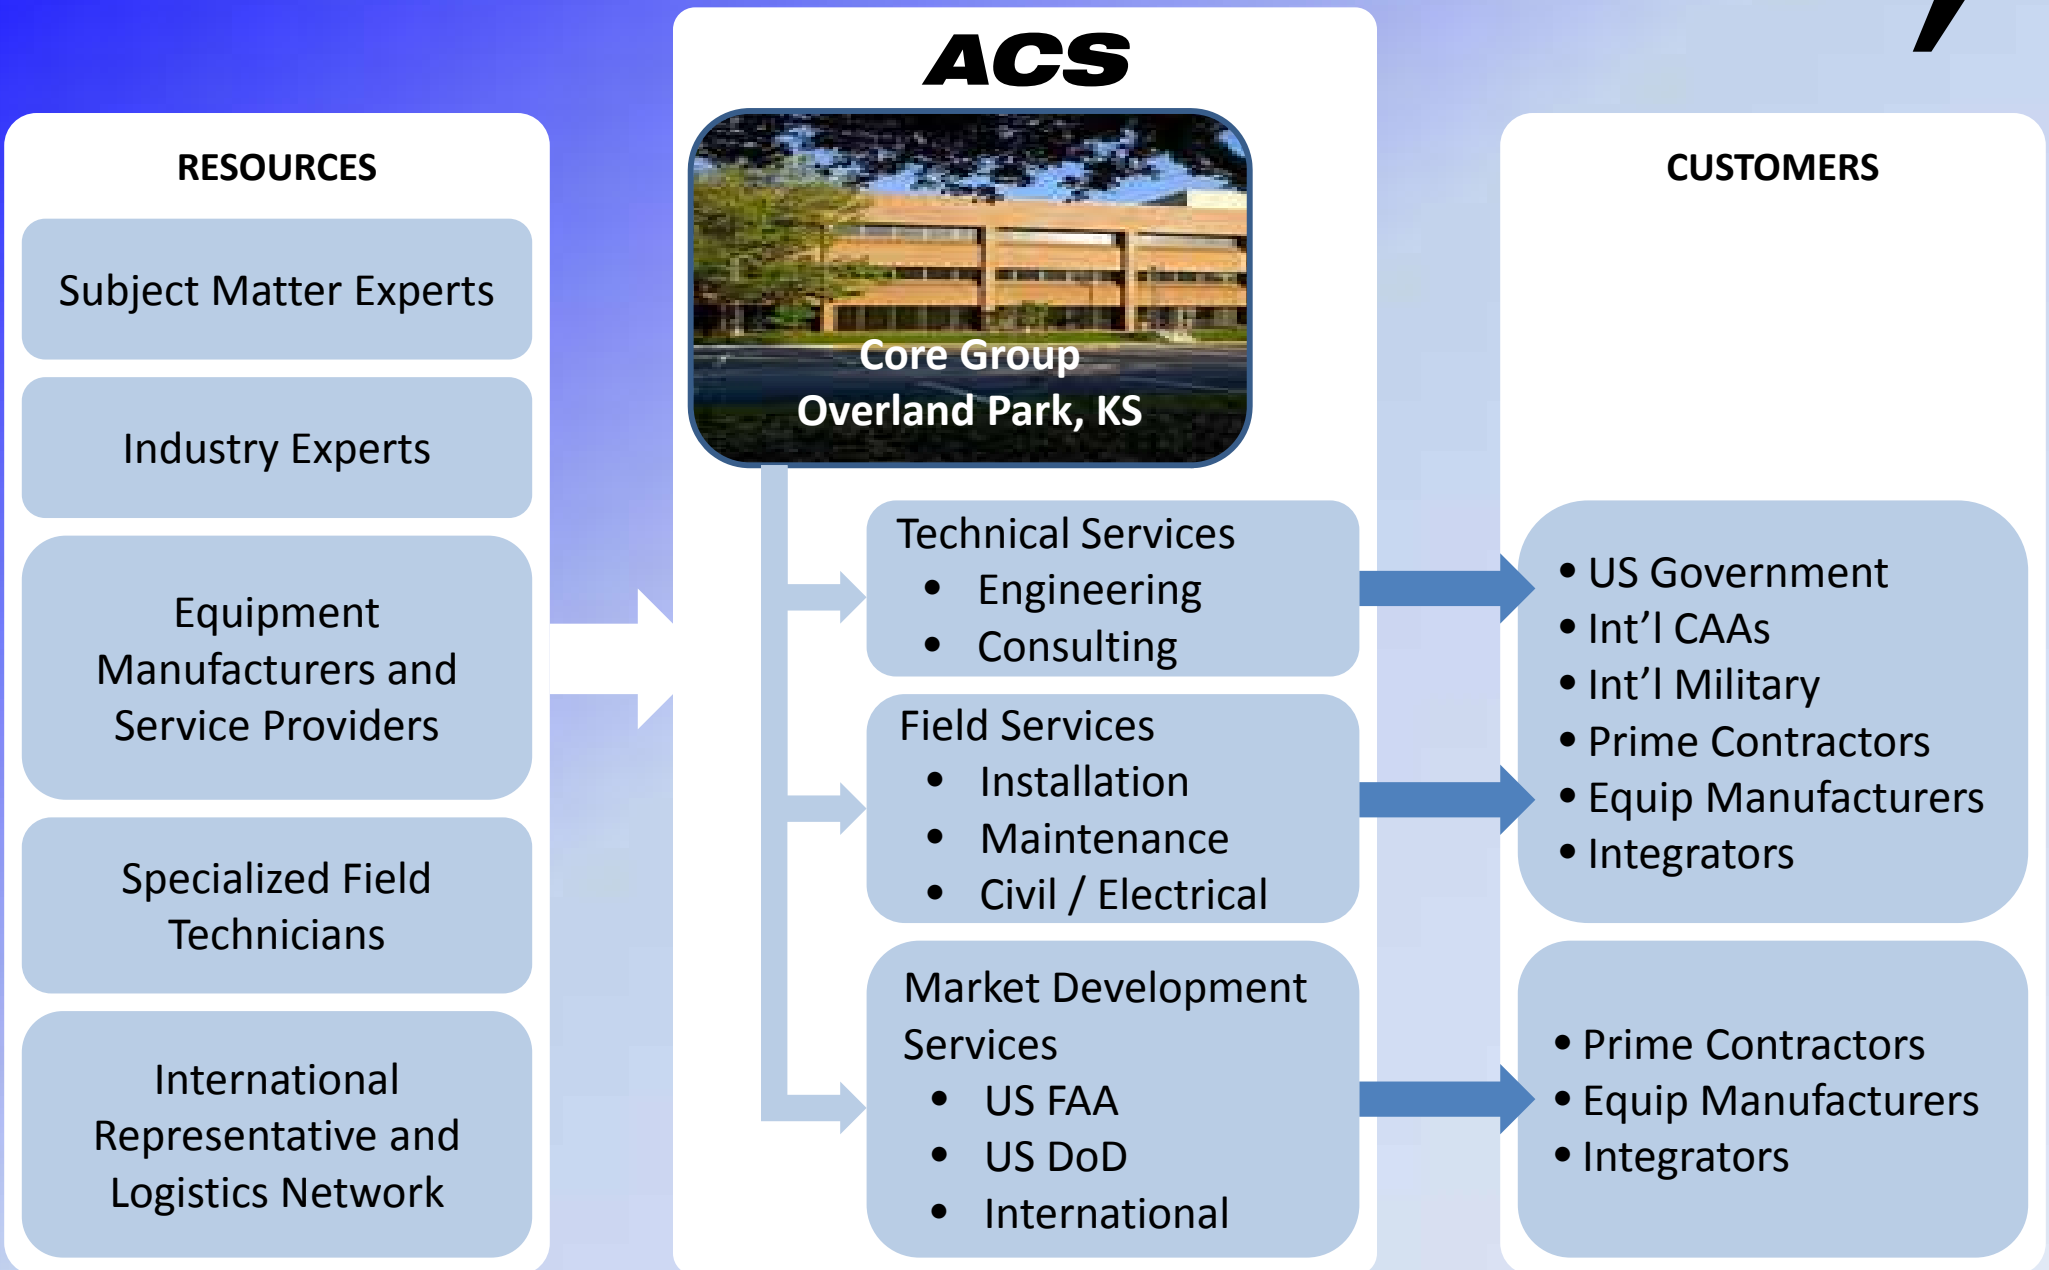 ACS
RESOURCES
Subject Matter Experts
Industry Experts
Equipment
Manufacturers and
Service Providers
Specialized Field
Technicians
International
Representative and
Logistics Network
Core Group
Overland Park, KS
Technical Services
• Engineering
• Consulting
Field Services
• Installation
• Maintenance
• Civil / Electrical
Market Development
Services
• US FAA
• US DoD
• International
CUSTOMERS
• US Government
• Int’l CAAs
• Int’l Military
• Prime Contractors
• Equip Manufacturers
• Integrators
• Prime Contractors
• Equip Manufacturers
• Integrators